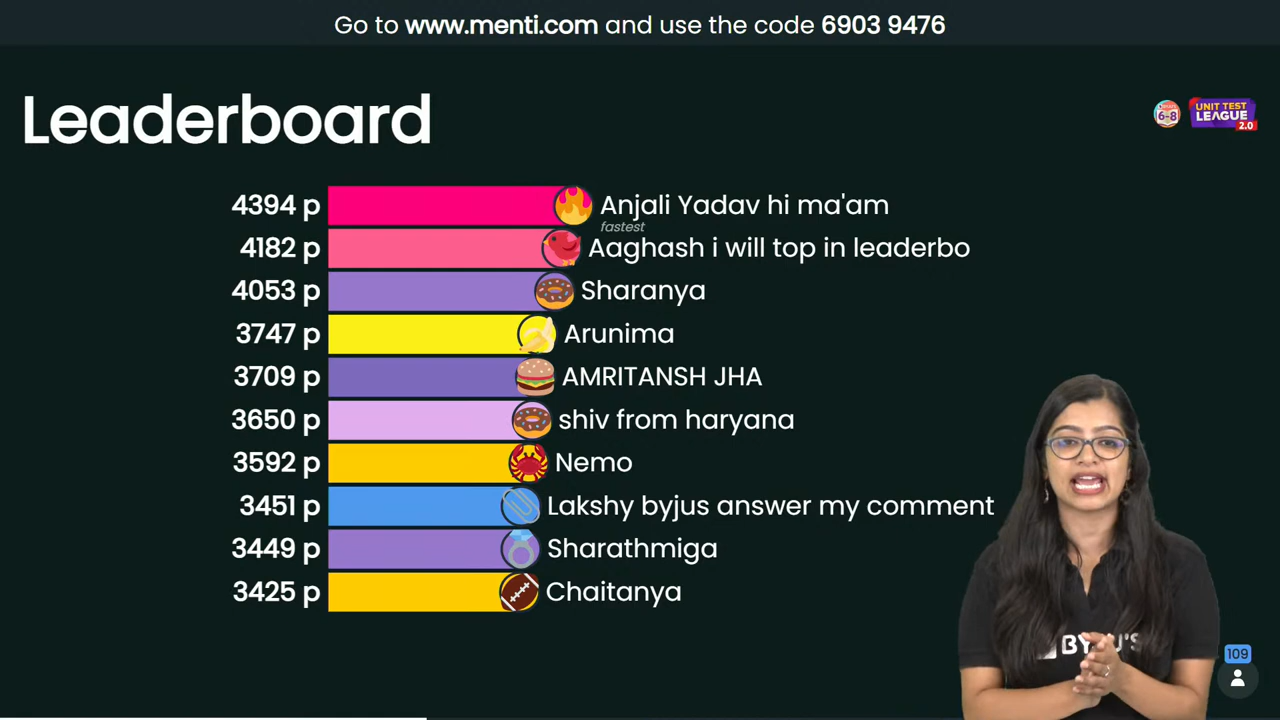 Go to www.menti.com and use the code 6903 9476
Leaderboard
6-8
UNIT TEST
LEAGUE
2.0
4394 p Anjali Yadav hi ma'am
fastest
4182 p Aaghash i will top in leaderbo
4053 p Sharanya
3747 p Arunima
3709 p AMRITANSH JHA
3650 p shiv from haryana
3592 p Nemo
3451 p Lakshy byjus answer my comment
3449 p Sharathmiga
3425 p Chaitanya
BYJU'S
109